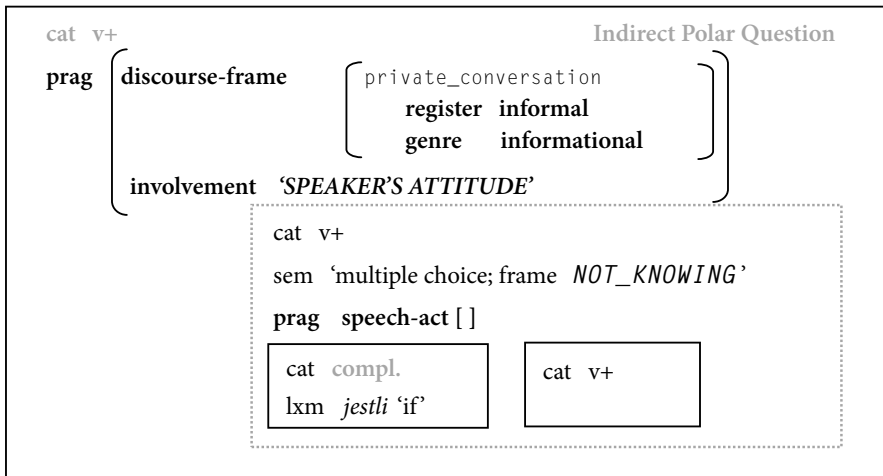 cat v+ Indirect Polar Question
prag discourse-frame private_conversation
register informal
genre informational
involvement ‘SPEAKER’S ATTITUDE’
cat v+
sem ‘multiple choice; frame NOT_KNOWING’
prag speech-act [ ]
cat compl.
lxm jestli ‘if’
cat v+